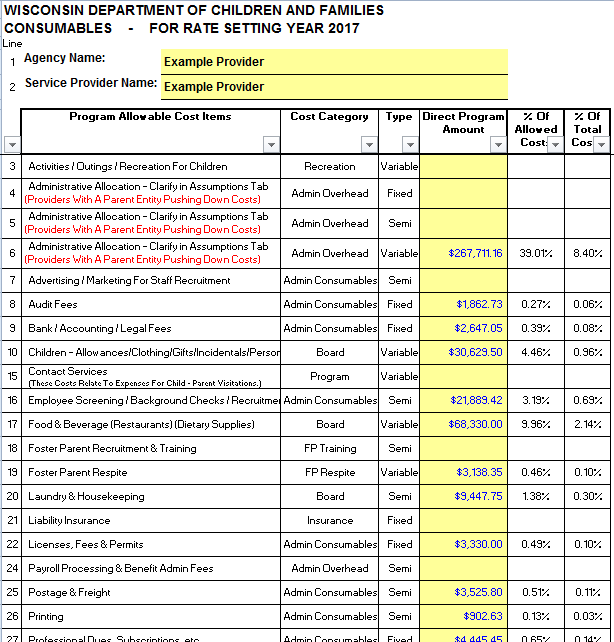 WISCONSIN DEPARTMENT OF CHILDREN AND FAMILIES
CONSUMABLES - FOR RATE SETTING YEAR 2017
Line
1 Agency Name: Example Provider
2 Service Provider Name: Example Provider
Program Allowable Cost Items Cost Category Type Direct Program Amount % Of Allowed Cost % Of Total Cos
3 Activities / Outings / Recreation For Children Recreation Variable
4 Administrative Allocation - Clarify in Assumptions Tab
(Providers With A Parent Entity Pushing Down Costs) Admin Overhead Fixed
5 Administrative Allocation - Clarify in Assumptions Tab
(Providers With A Parent Entity Pushing Down Costs) Admin Overhead Semi
6 Administrative Allocation - Clarify in Assumptions Tab
(Providers With A Parent Entity Pushing Down Costs) Admin Overhead Variable $267,711.16 39.01% 8.40%
7 Advertising / Marketing For Staff Recruitment Admin Consumables Semi
8 Audit Fees Admin Consumables Fixed $1,862.73 0.27% 0.06%
9 Bank / Accounting / Legal Fees Admin Consumables Fixed $2,647.05 0.39% 0.08%
10 Children - Allowances/Clothing/Gifts/Incidentals/Person Board Variable $30,629.50 4.46% 0.96%
15 Contact Services
(These Costs Relate To Expenses For Child - Parent Visitations.) Program Variable
16 Employee Screening / Background Checks / Recruitmen Admin Consumables Semi $21,889.42 3.19% 0.69%
17 Food & Beverage (Restaurants) (Dietary Supplies) Board Variable $68,330.00 9.96% 2.14%
18 Foster Parent Recruitment & Training FP Training Semi
19 Foster Parent Respite FP Respite Variable $3,138.35 0.46% 0.10%
20 Laundry & Housekeeping Board Semi $9,447.75 1.38% 0.30%
21 Liability Insurance Insurance Fixed
22 Licenses, Fees & Permits Admin Consumables Fixed $3,330.00 0.49% 0.10%
24 Payroll Processing & Benefit Admin Fees Admin Overhead Semi
25 Postage & Freight Admin Consumables Semi $3,525.80 0.51% 0.11%
26 Printing Admin Consumables Semi $902.63 0.13% 0.03%
27 Professional Dues, Subscriptions, etc. Admin Consumables Fixed $4,445.45 0.65% 0.14%